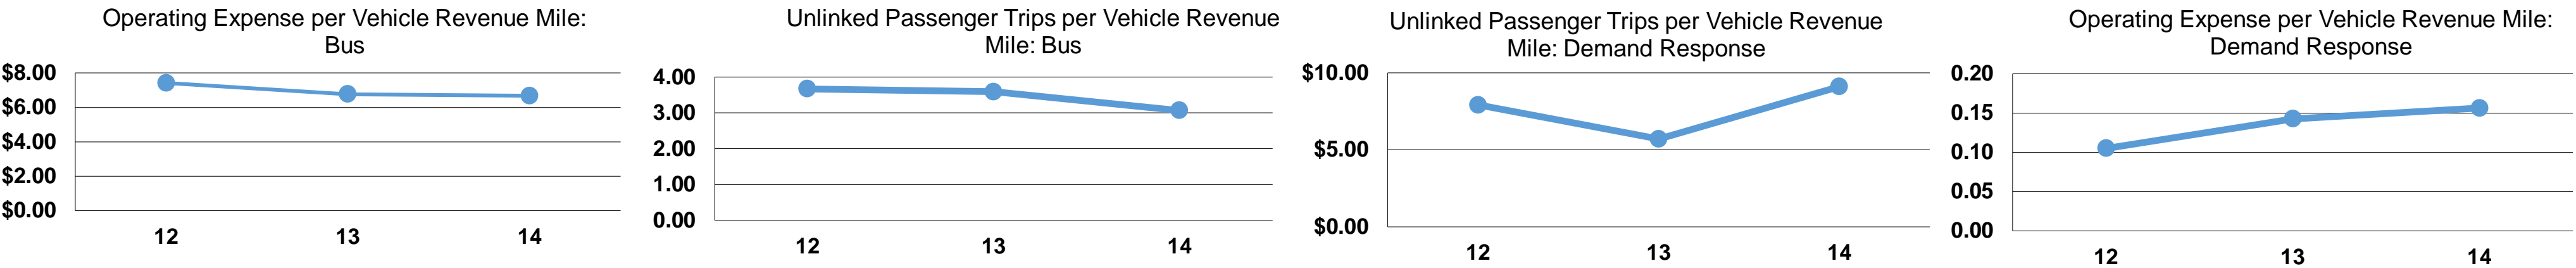 Operating Expense per Vehicle Revenue Mile:
Bus
$8.00
$6.00
$4.00
$2.00
$0.00
12 13 14
Unlinked Passenger Trips per Vehicle Revenue
Mile: Bus
4.00
3.00
2.00
1.00
0.00
12 13 14
Unlinked Passenger Trips per Vehicle Revenue
Mile: Demand Response
$10.00
$5.00
$0.00
12 13 14
Operating Expense per Vehicle Revenue Mile:
Demand Response
0.20
0.15
0.10
0.05
0.00
12 13 14